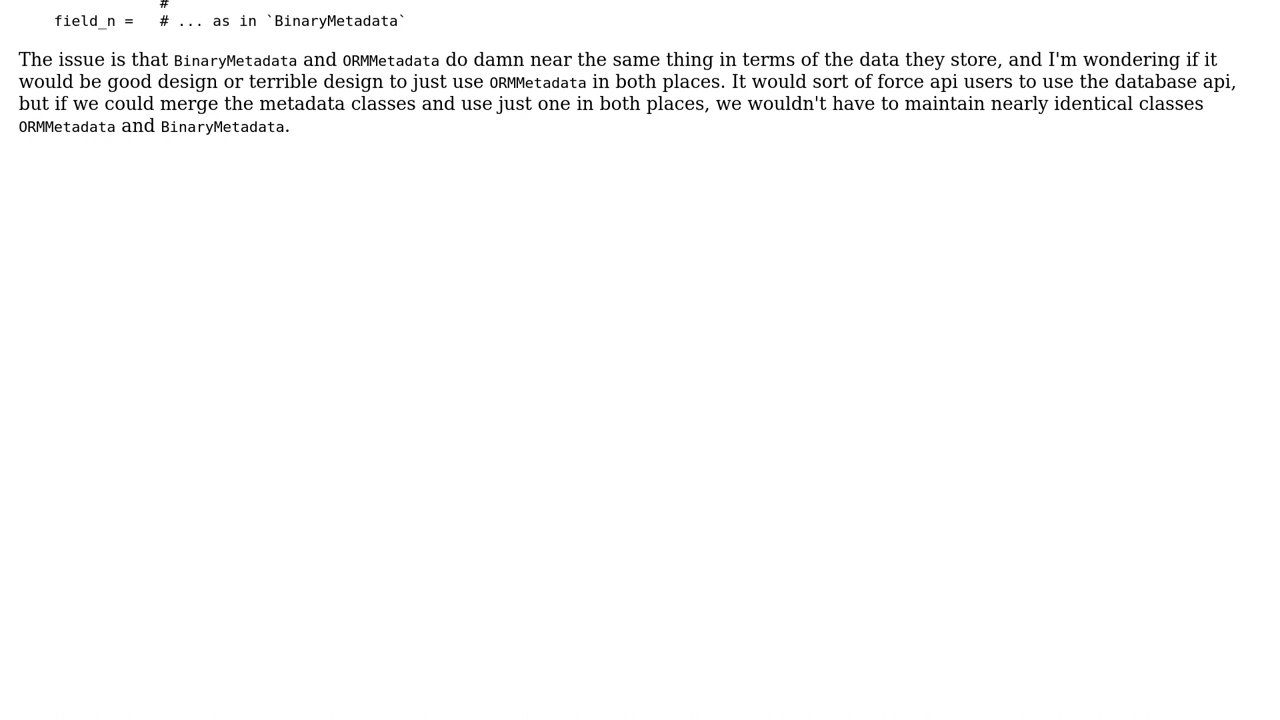 #
field_n =   # ... as in `BinaryMetadata`
The issue is that BinaryMetadata and ORMMetadata do damn near the same thing in terms of the data they store, and I'm wondering if it
would be good design or terrible design to just use ORMMetadata in both places. It would sort of force api users to use the database api,
but if we could merge the metadata classes and use just one in both places, we wouldn't have to maintain nearly identical classes
ORMMetadata and BinaryMetadata.